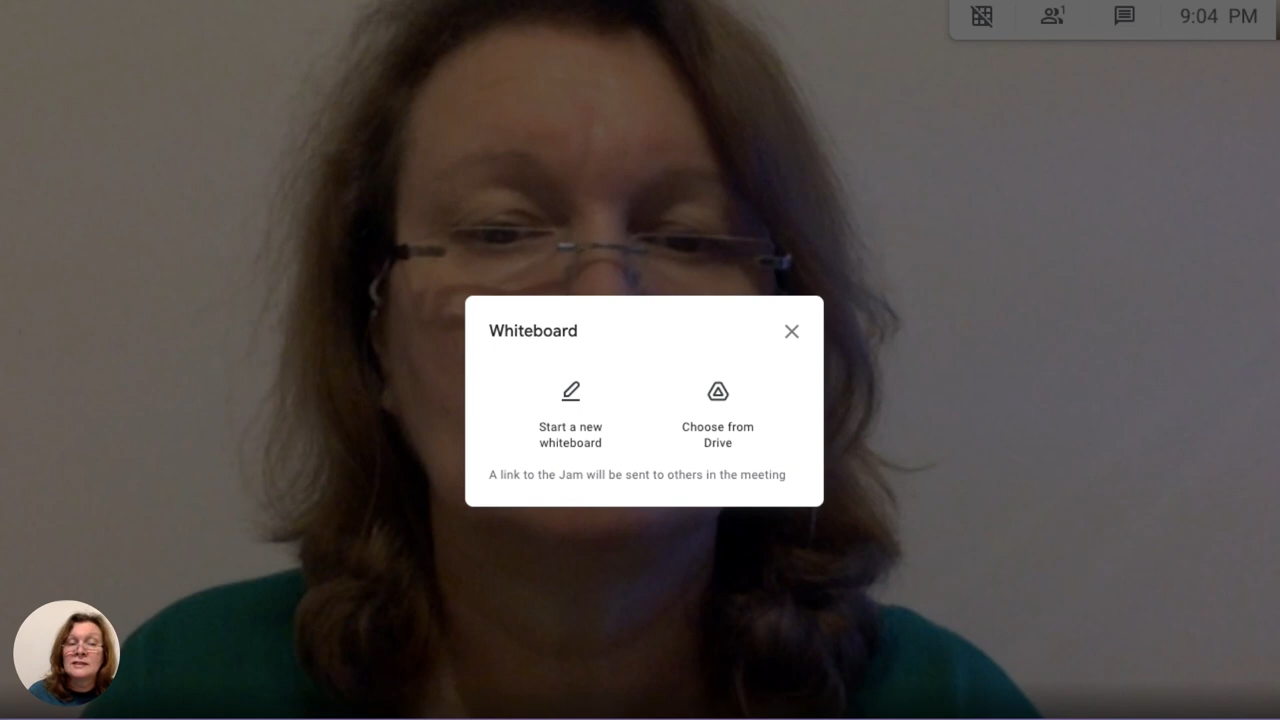 1
9:04 PM
Whiteboard
Start a new
whiteboard
Choose from
Drive
A link to the Jam will be sent to others in the meeting